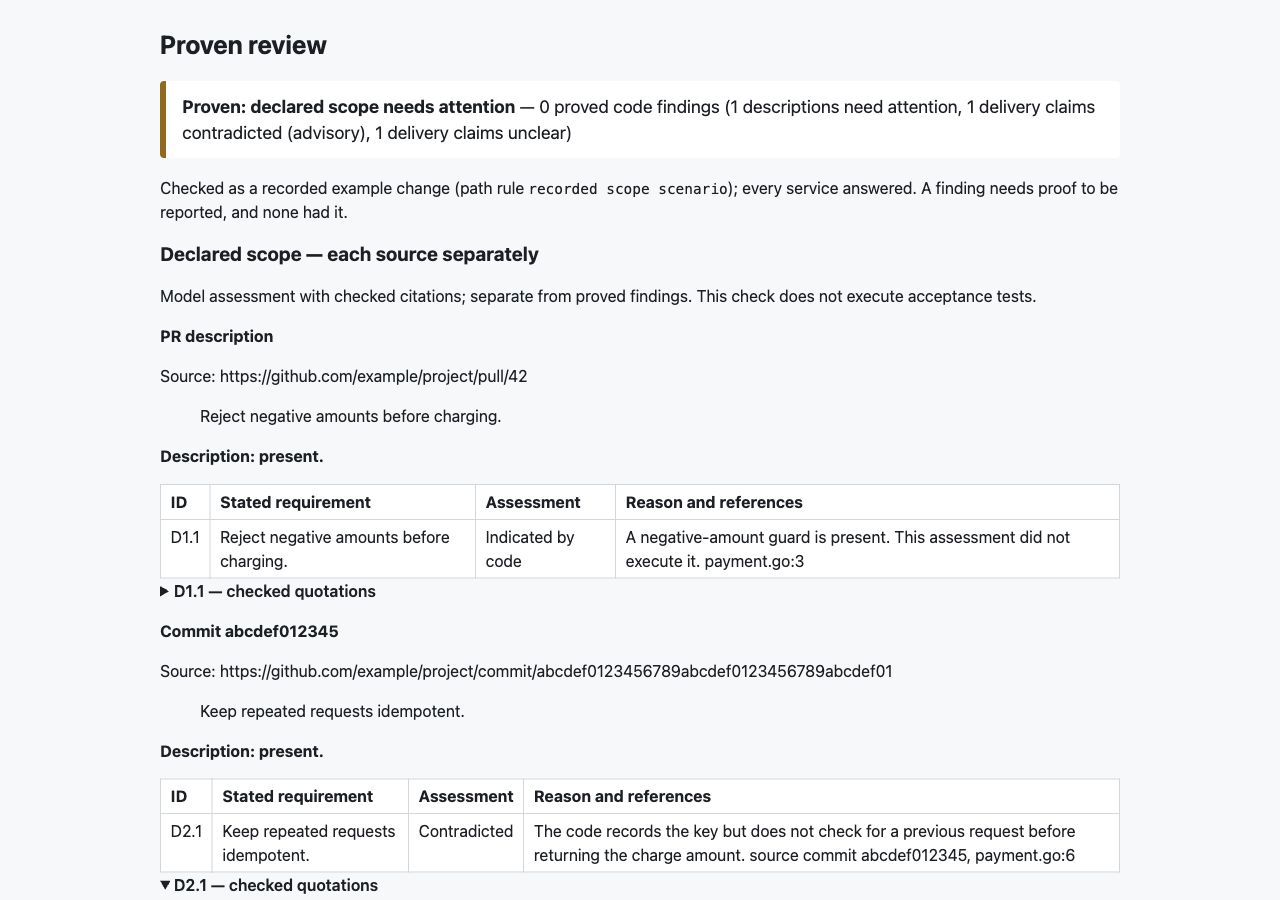 Proven review
Proven: declared scope needs attention — 0 proved code findings (1 descriptions need attention, 1 delivery claims
contradicted (advisory), 1 delivery claims unclear)
Checked as a recorded example change (path rule recorded scope scenario); every service answered. A finding needs proof to be
reported, and none had it.
Declared scope — each source separately
Model assessment with checked citations; separate from proved findings. This check does not execute acceptance tests.
PR description
Source: https://github.com/example/project/pull/42
Reject negative amounts before charging.
Description: present.
ID Stated requirement Assessment Reason and references
D1.1 Reject negative amounts before Indicated by A negative-amount guard is present. This assessment did not
charging. code execute it. payment.go:3
▶ D1.1 — checked quotations
Commit abcdef012345
Source: https://github.com/example/project/commit/abcdef0123456789abcdef0123456789abcdef01
Keep repeated requests idempotent.
Description: present.
ID Stated requirement Assessment Reason and references
D2.1 Keep repeated requests Contradicted The code records the key but does not check for a previous request before
idempotent. returning the charge amount. source commit abcdef012345, payment.go:6
▼ D2.1 — checked quotations